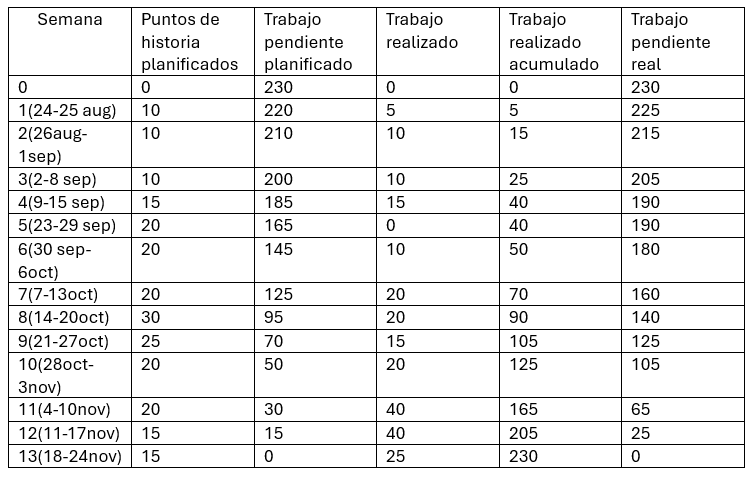 Semana Puntos de historia planificados Trabajo pendiente planificado Trabajo realizado Trabajo realizado acumulado Trabajo pendiente real
0 0 230 0 0 230
1(24-25 aug) 10 220 5 5 225
2(26aug-1sep) 10 210 10 15 215
3(2-8 sep) 10 200 10 25 205
4(9-15 sep) 15 185 15 40 190
5(23-29 sep) 20 165 0 40 190
6(30 sep-6oct) 20 145 10 50 180
7(7-13oct) 20 125 20 70 160
8(14-20oct) 30 95 20 90 140
9(21-27oct) 25 70 15 105 125
10(28oct-3nov) 20 50 20 125 105
11(4-10nov) 20 30 40 165 65
12(11-17nov) 15 15 40 205 25
13(18-24nov) 15 0 25 230 0